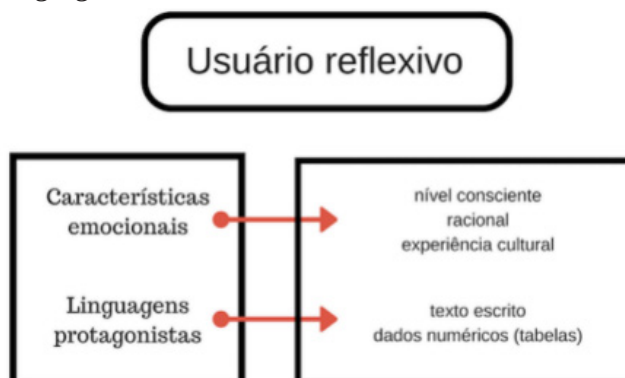 Usuário reflexivo
Características
emocionais
nível consciente
racional
experiência cultural
Linguagens
protagonistas
texto escrito
dados numéricos (tabelas)